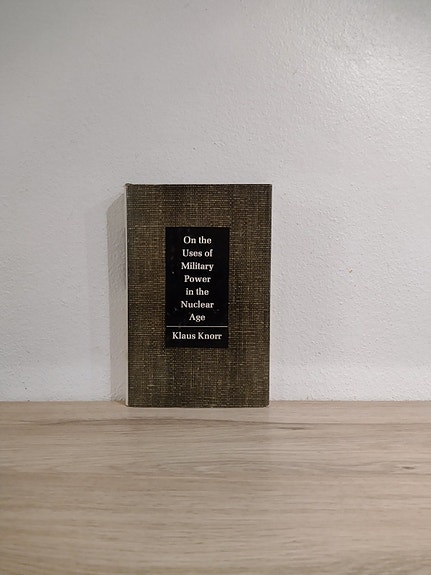 On the
Uses of
Military
Power
in the
Nuclear
Age
Klaus Knorr